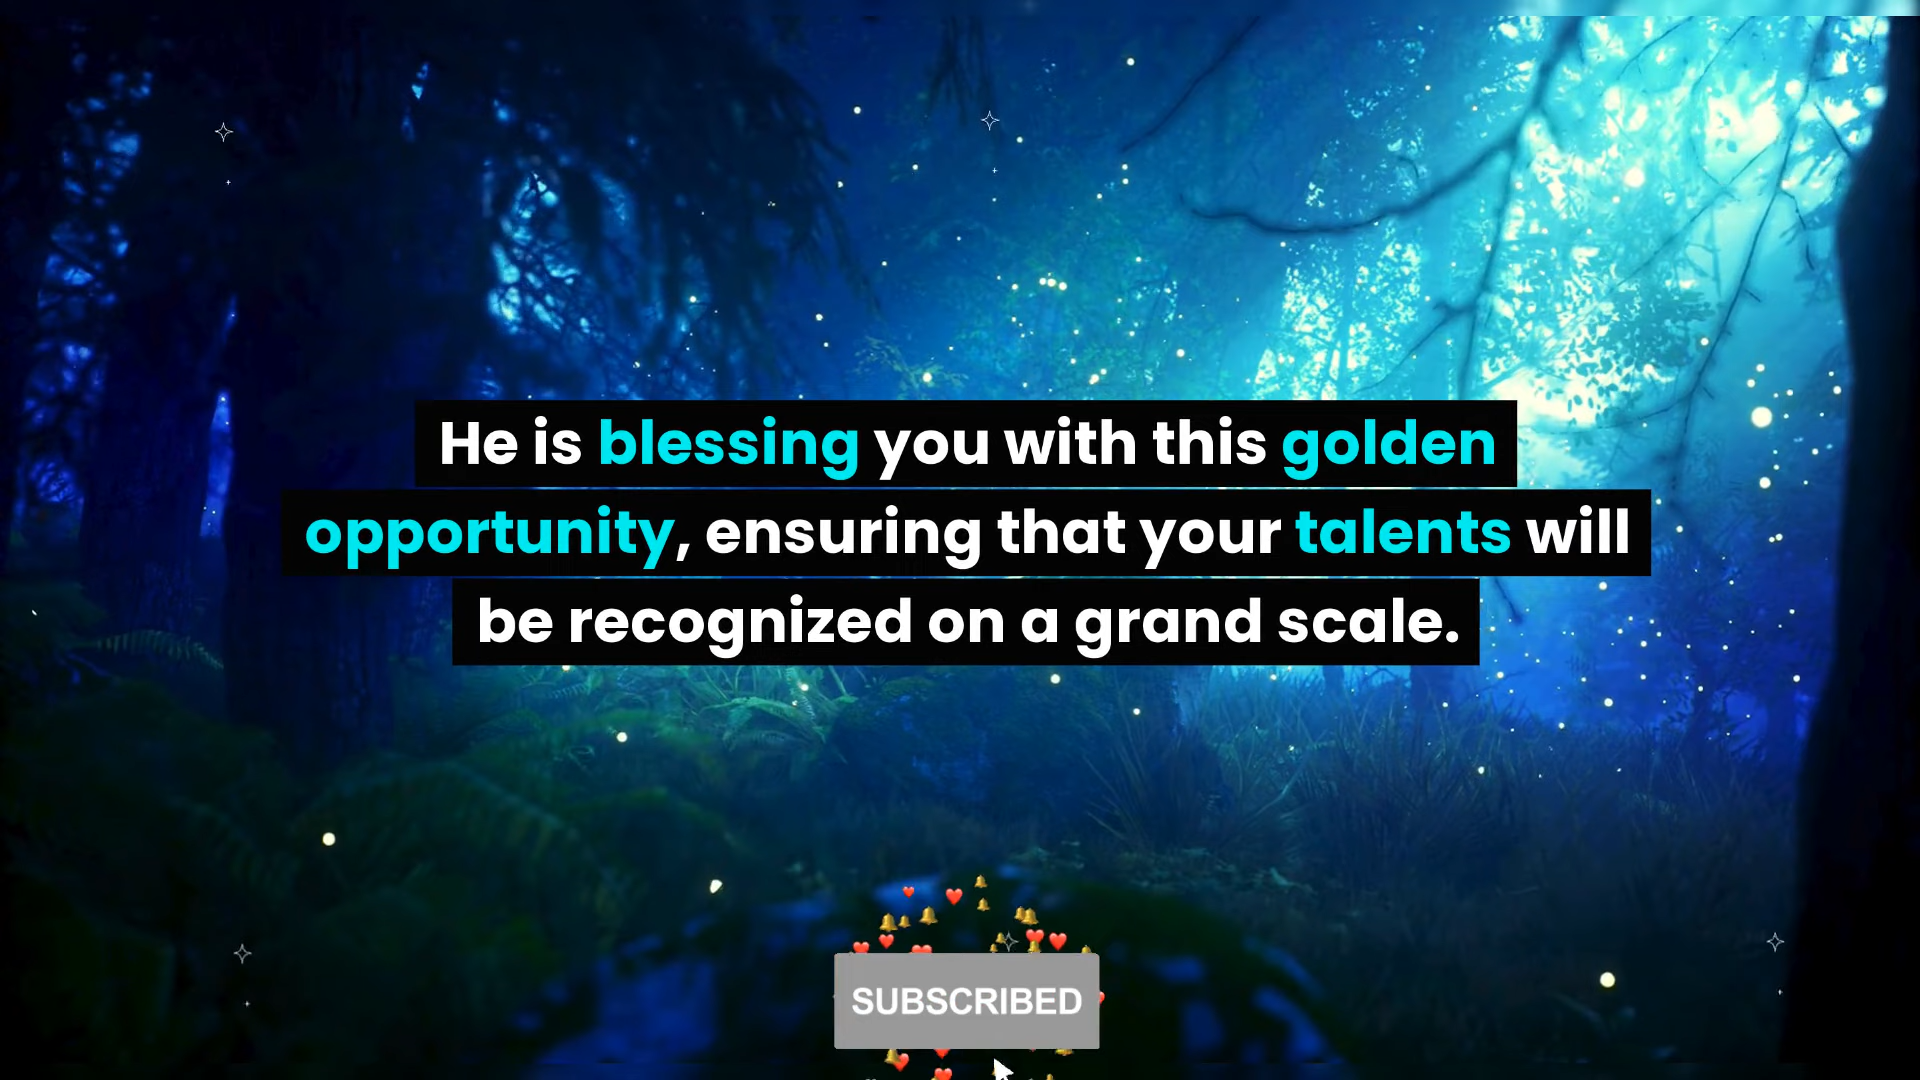 He is blessing you with this golden
opportunity, ensuring that your talents will
be recognized on a grand scale.
SUBSCRIBED